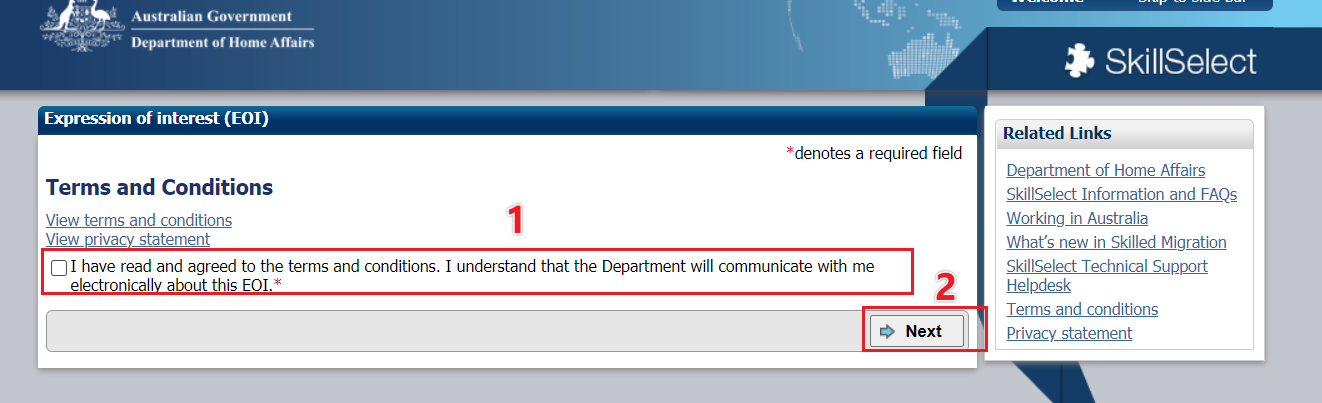 Australian Government
Department of Home Affairs
Welcome
Skip to side bar
SkillSelect
Expression of interest (EOI)
*denotes a required field
Terms and Conditions
View terms and conditions
View privacy statement
1
I have read and agreed to the terms and conditions. I understand that the Department will communicate with me
electronically about this EOI.*
2
Next
Related Links
Department of Home Affairs
SkillSelect Information and FAQs
Working in Australia
What's new in Skilled Migration
SkillSelect Technical Support
Helpdesk
Terms and conditions
Privacy statement